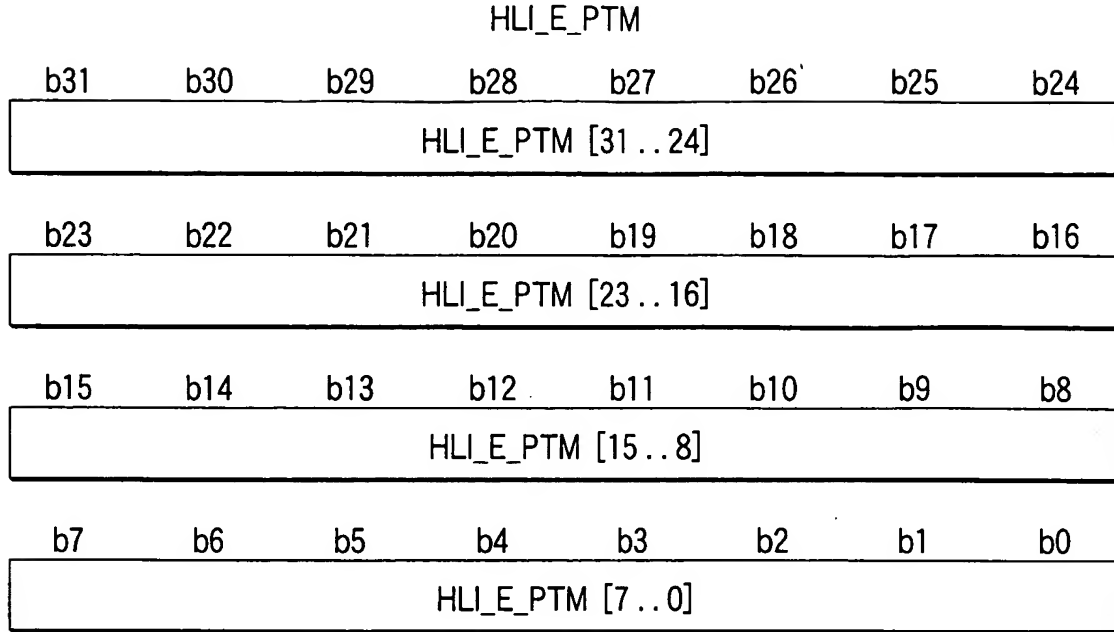 HLI_E_PTM
b31 b30 b29 b28 b27 b26 b25 b24
HLI_E_PTM [31 . . 24]
b23 b22 b21 b20 b19 b18 b17 b16
HLI_E_PTM [23 . . 16]
b15 b14 b13 b12 b11 b10 b9 b8
HLI_E_PTM [15 . . 8]
b7 b6 b5 b4 b3 b2 b1 b0
HLI_E_PTM [7 . . 0]